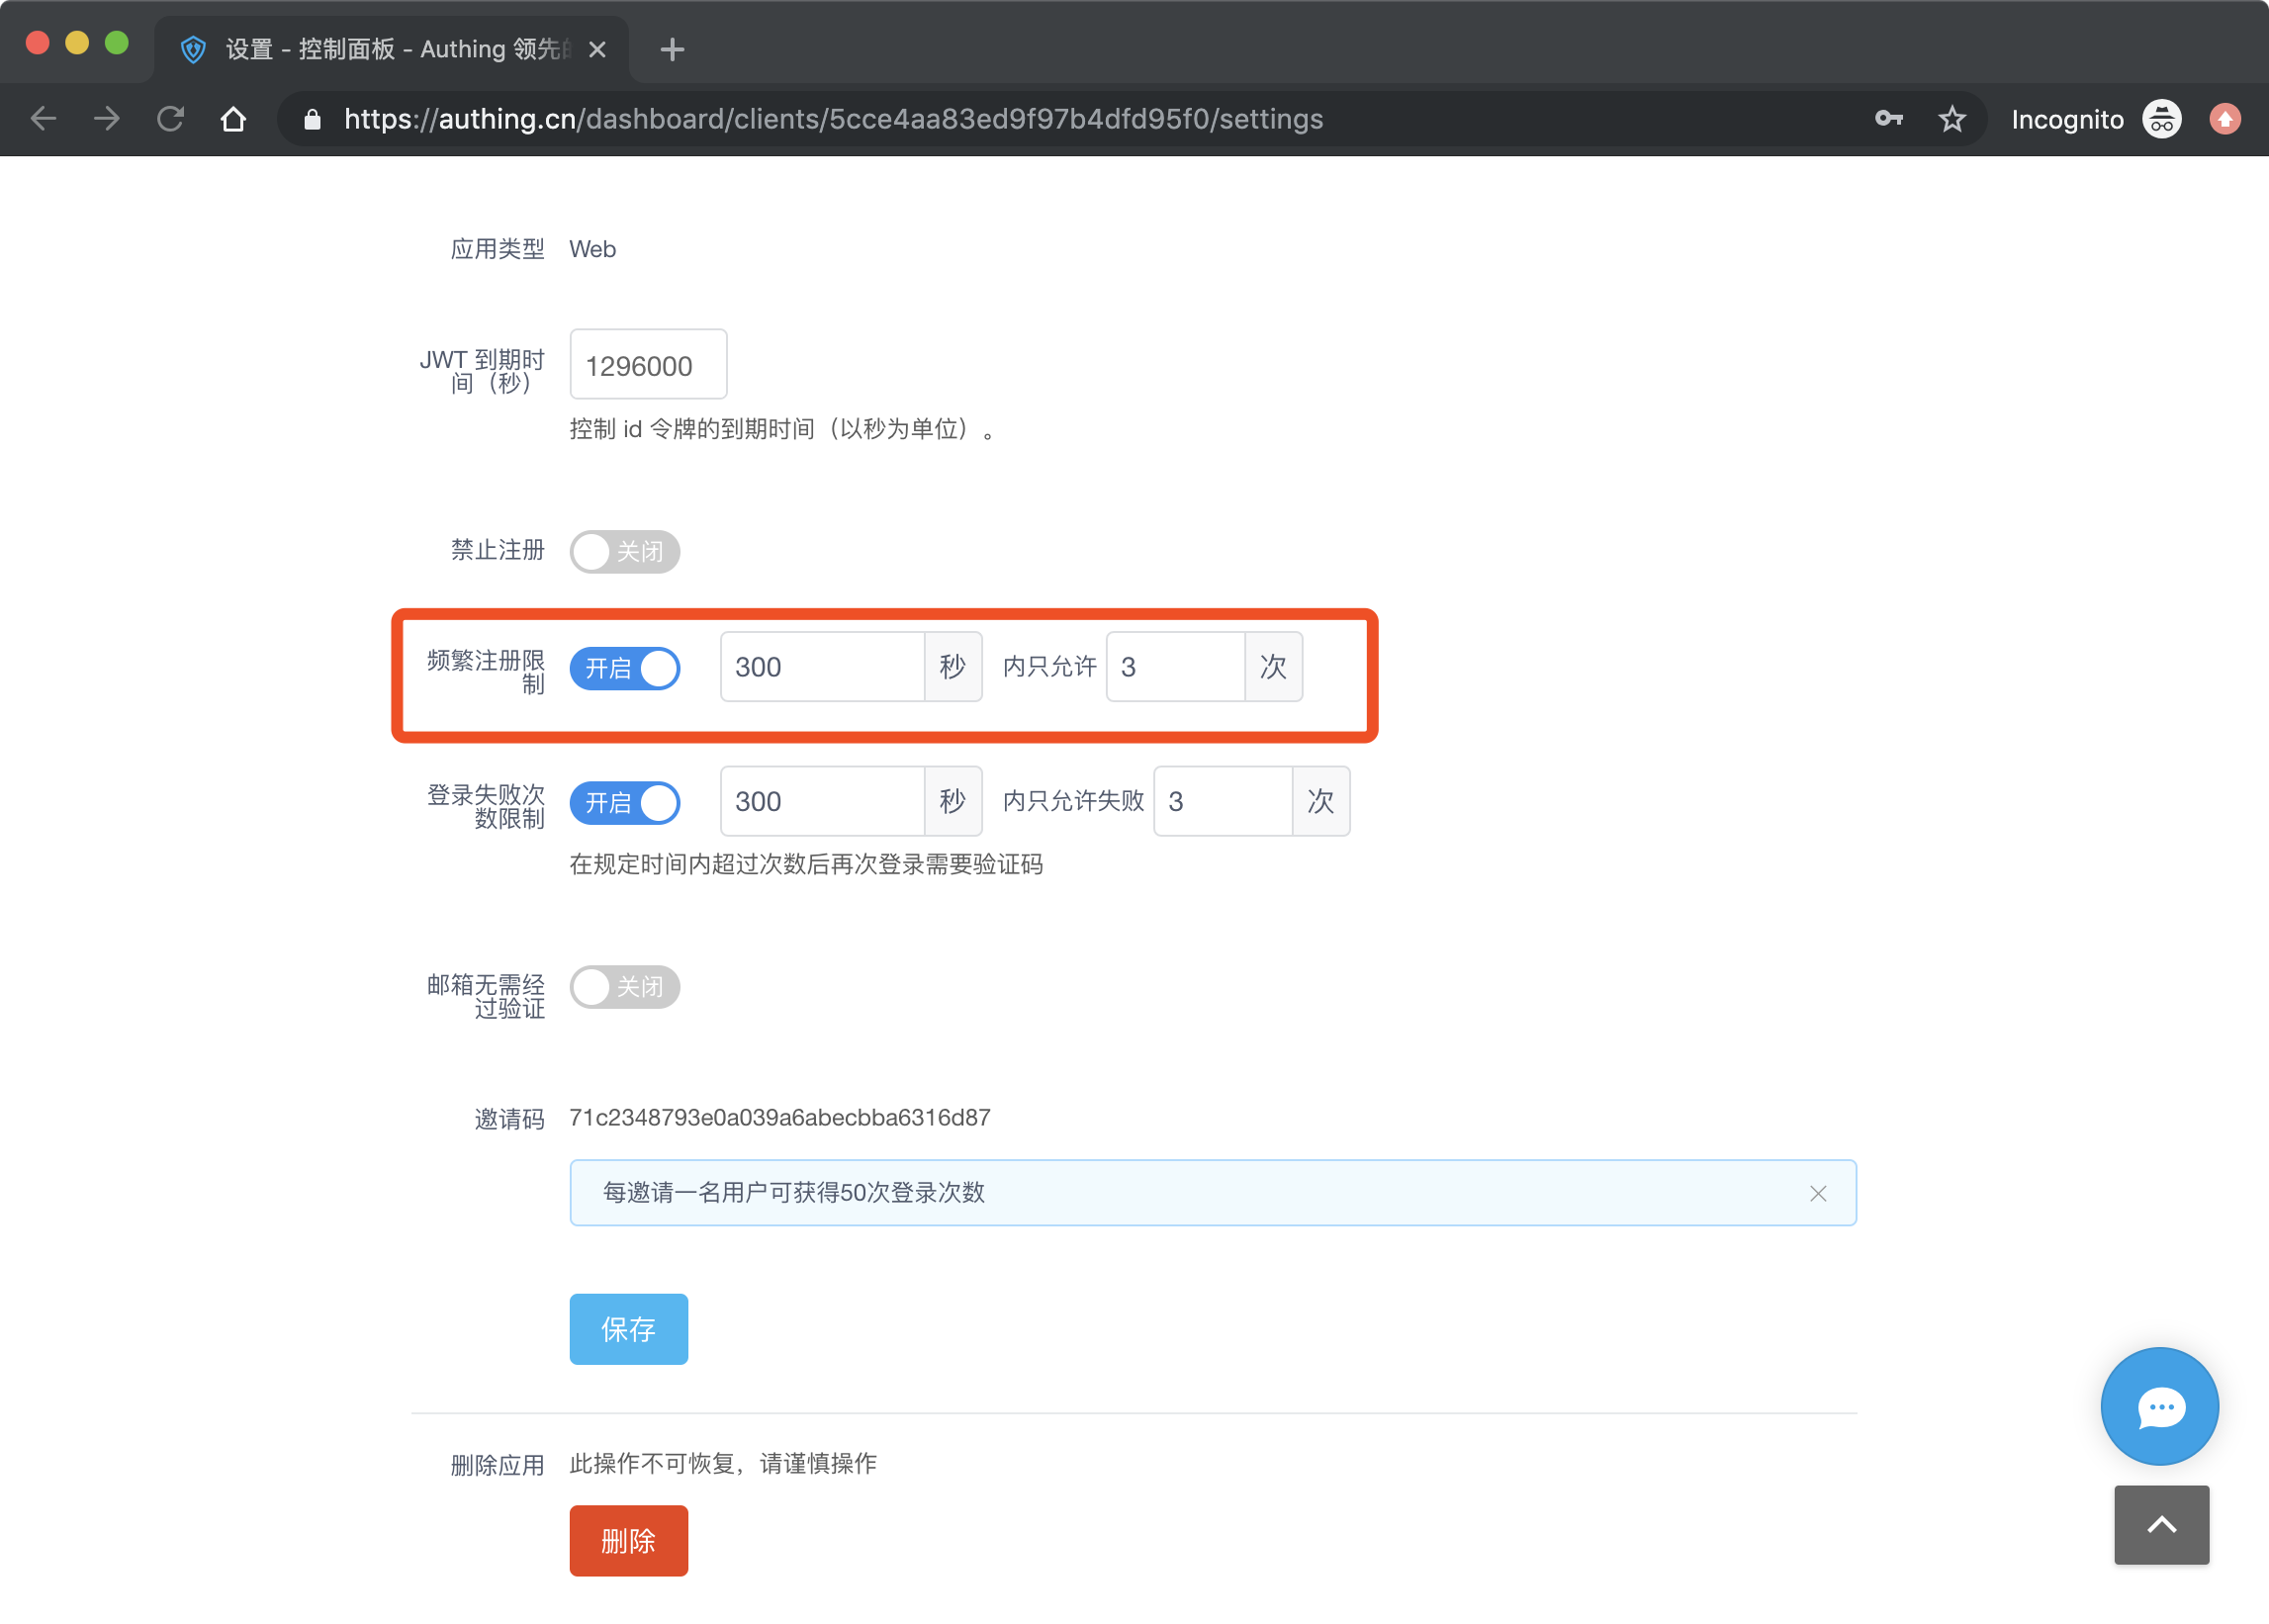 设置 - 控制面板 - Authing 领先
https://authing.cn/dashboard/clients/5cce4aa83ed9f97b4dfd95f0/settings
Incognito
应用类型 Web
JWT 到期时
间（秒）
1296000
控制 id 令牌的到期时间（以秒为单位）。
禁止注册 关闭
频繁注册限
制
开启 300 秒 内只允许 3 次
登录失败次
数限制
开启 300 秒 内只允许失败 3 次
在规定时间内超过次数后再次登录需要验证码
邮箱无需经
过验证
关闭
邀请码 71c2348793e0a039a6abecbba6316d87
每邀请一名用户可获得50次登录次数
保存
删除应用 此操作不可恢复，请谨慎操作
删除